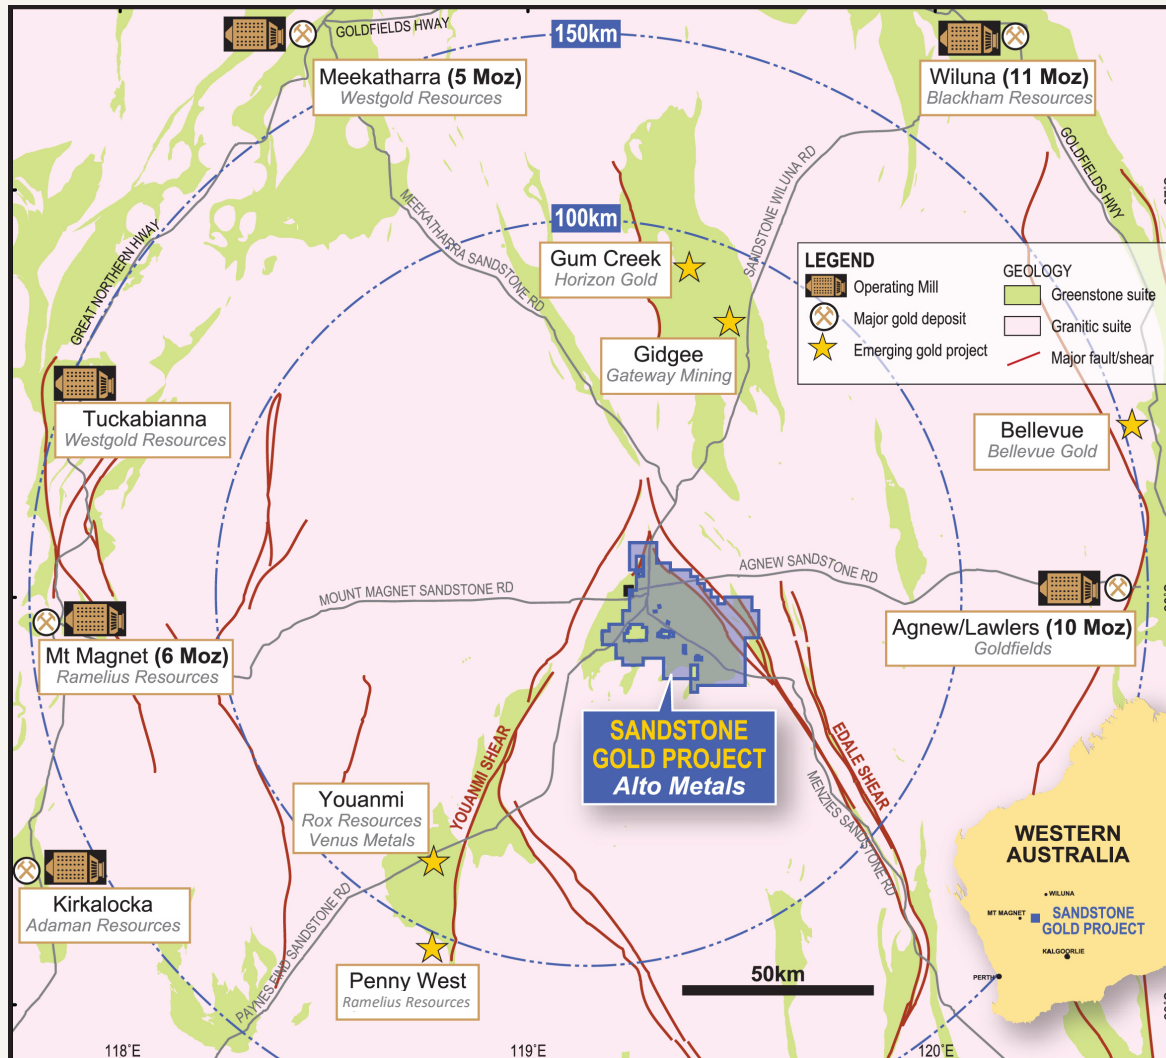 GOLDFIELDS HWY
150km
Meekatharra (5 Moz)
Westgold Resources
Wiluna (11 Moz)
Blackham Resources
GOLDFIELDS HWY
MEEKATHARRA SANDSTONE RD
SANDSTONE WILUNA RD
GREAT NORTHERN HWAY
100km
Gum Creek
Horizon Gold
Gidgee
Gateway Mining
LEGEND
Operating Mill
Major gold deposit
Emerging gold project
GEOLOGY
Greenstone suite
Granitic suite
Major fault/shear
Tuckabianna
Westgold Resources
Bellevue
Bellevue Gold
MOUNT MAGNET SANDSTONE RD
AGNEW SANDSTONE RD
Mt Magnet (6 Moz)
Ramelius Resources
Agnew/Lawlers (10 Moz)
Goldfields
SANDSTONE
GOLD PROJECT
Alto Metals
YOUANMI SHEAR
EDALE SHEAR
MENZIES SANDSTONE RD
Youanmi
Rox Resources
Venus Metals
Kirkalocka
Adaman Resources
PAYNES FIND SANDSTONE RD
Penny West
Ramelius Resources
50km
WESTERN
AUSTRALIA
WILUNA
MT MAGNET
SANDSTONE
GOLD PROJECT
KALGOORLIE
PERTH
118°E
119°E
120°E